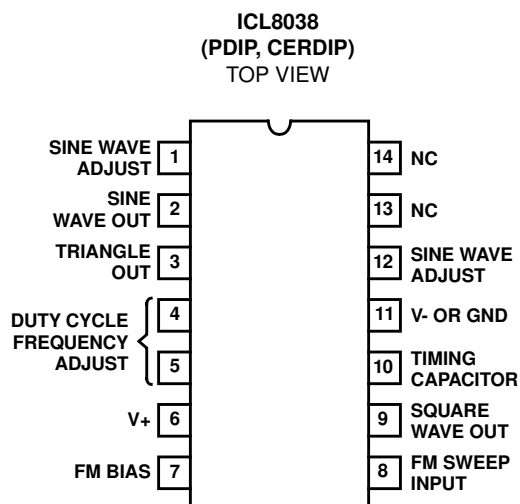 ICL8038
(PDIP, CERDIP)
TOP VIEW
SINE WAVE
ADJUST
1
SINE
WAVE OUT
2
TRIANGLE
OUT
3
DUTY CYCLE
FREQUENCY
ADJUST
4
5
V+
6
FM BIAS
7
14
NC
13
NC
12
SINE WAVE
ADJUST
11
V- OR GND
10
TIMING
CAPACITOR
9
SQUARE
WAVE OUT
8
FM SWEEP
INPUT